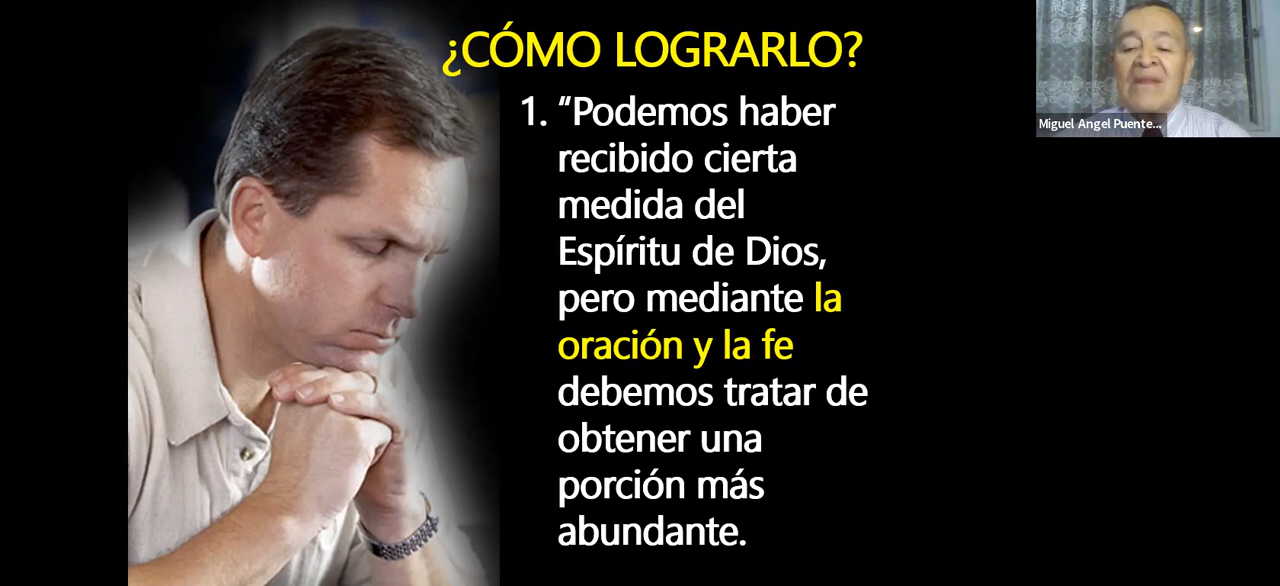 ¿CÓMO LOGRARLO?
1. “Podemos haber
recibido cierta
medida del
Espíritu de Dios,
pero mediante la
oración y la fe
debemos tratar de
obtener una
porción más
abundante.
Miguel Angel Puente...